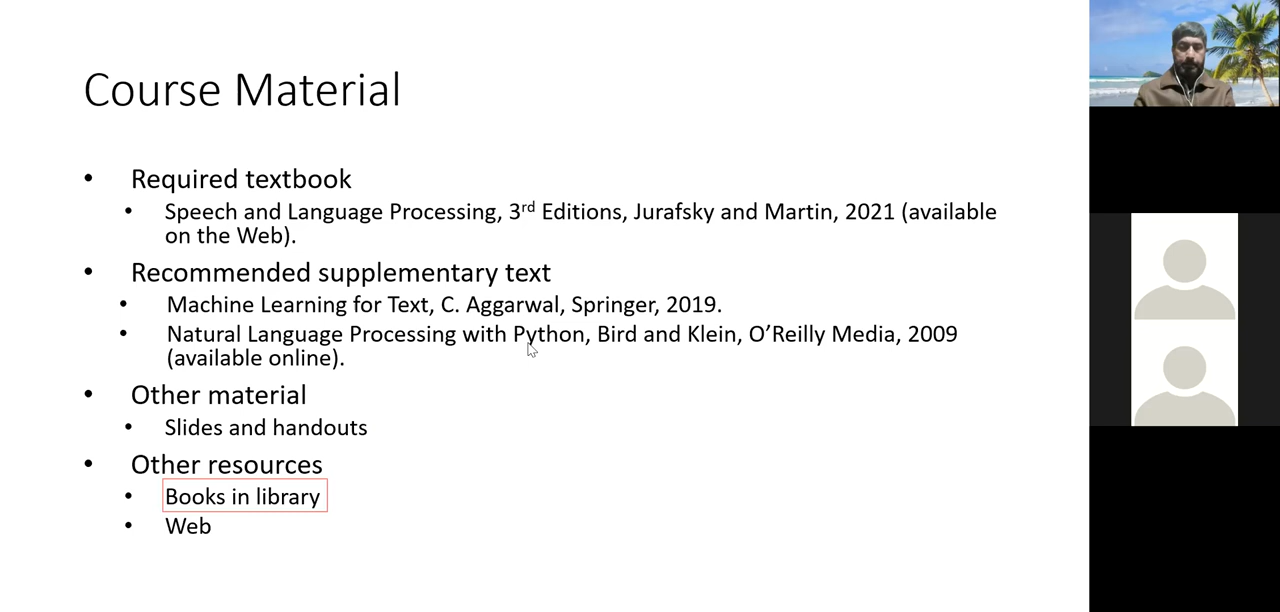 Course Material
• Required textbook
• Speech and Language Processing, 3rd Editions, Jurafsky and Martin, 2021 (available
on the Web).
• Recommended supplementary text
• Machine Learning for Text, C. Aggarwal, Springer, 2019.
• Natural Language Processing with Python, Bird and Klein, O’Reilly Media, 2009
(available online).
• Other material
• Slides and handouts
• Other resources
• Books in library
• Web